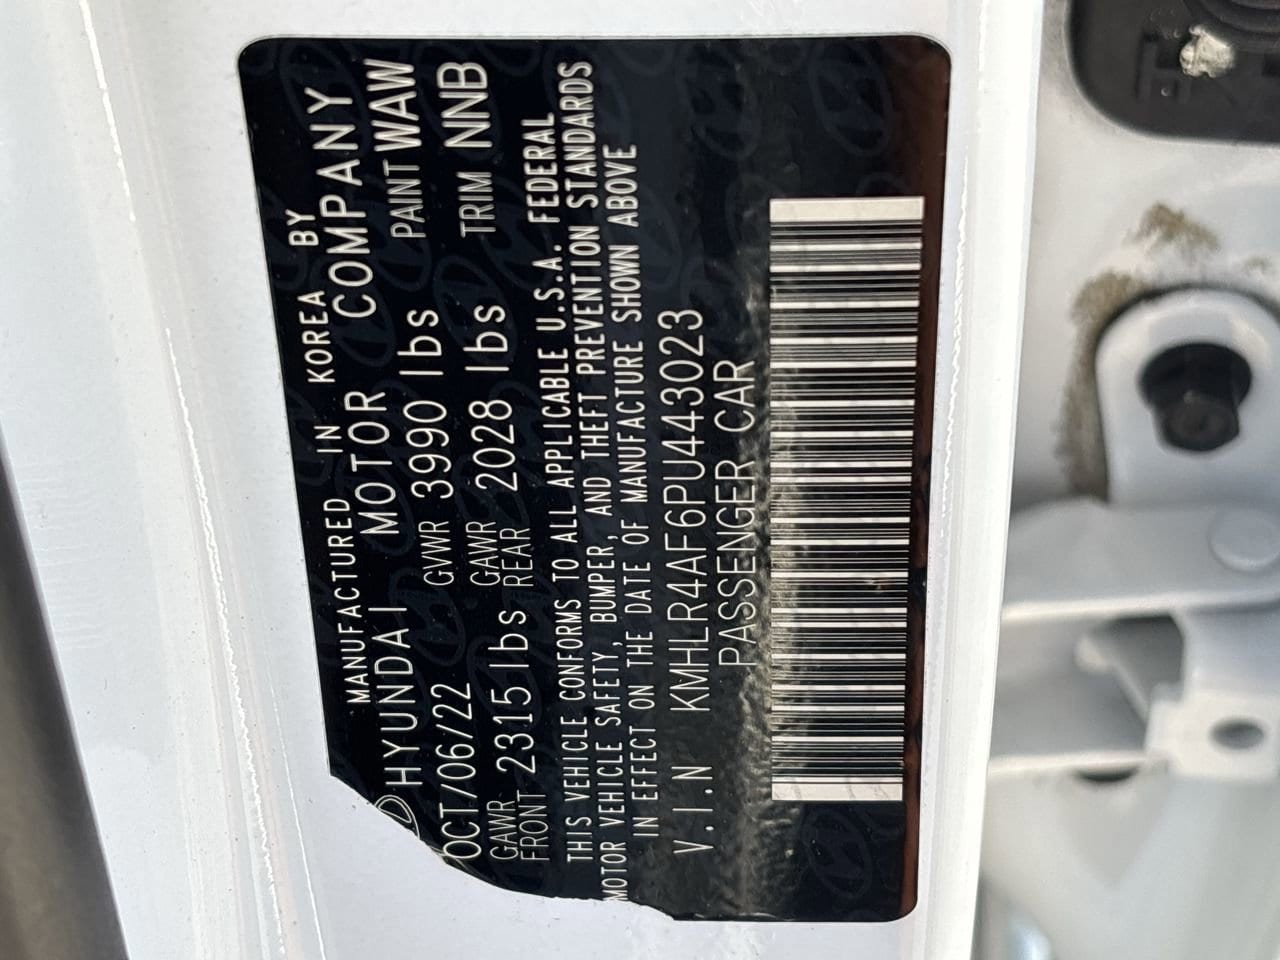 MANUFACTURED IN KOREA BY
HYUNDAI MOTOR COMPANY
OCT/06/22 GVWR 3990 lbs PAINT WAW
GAWR FRONT 2315 lbs GAWR REAR 2028 lbs TRIM NNB
THIS VEHICLE CONFORMS TO ALL APPLICABLE U.S.A. FEDERAL
MOTOR VEHICLE SAFETY, BUMPER, AND THEFT PREVENTION STANDARDS
IN EFFECT ON THE DATE OF MANUFACTURE SHOWN ABOVE
V.I.N KMHLR4AF6PU443023
PASSENGER CAR